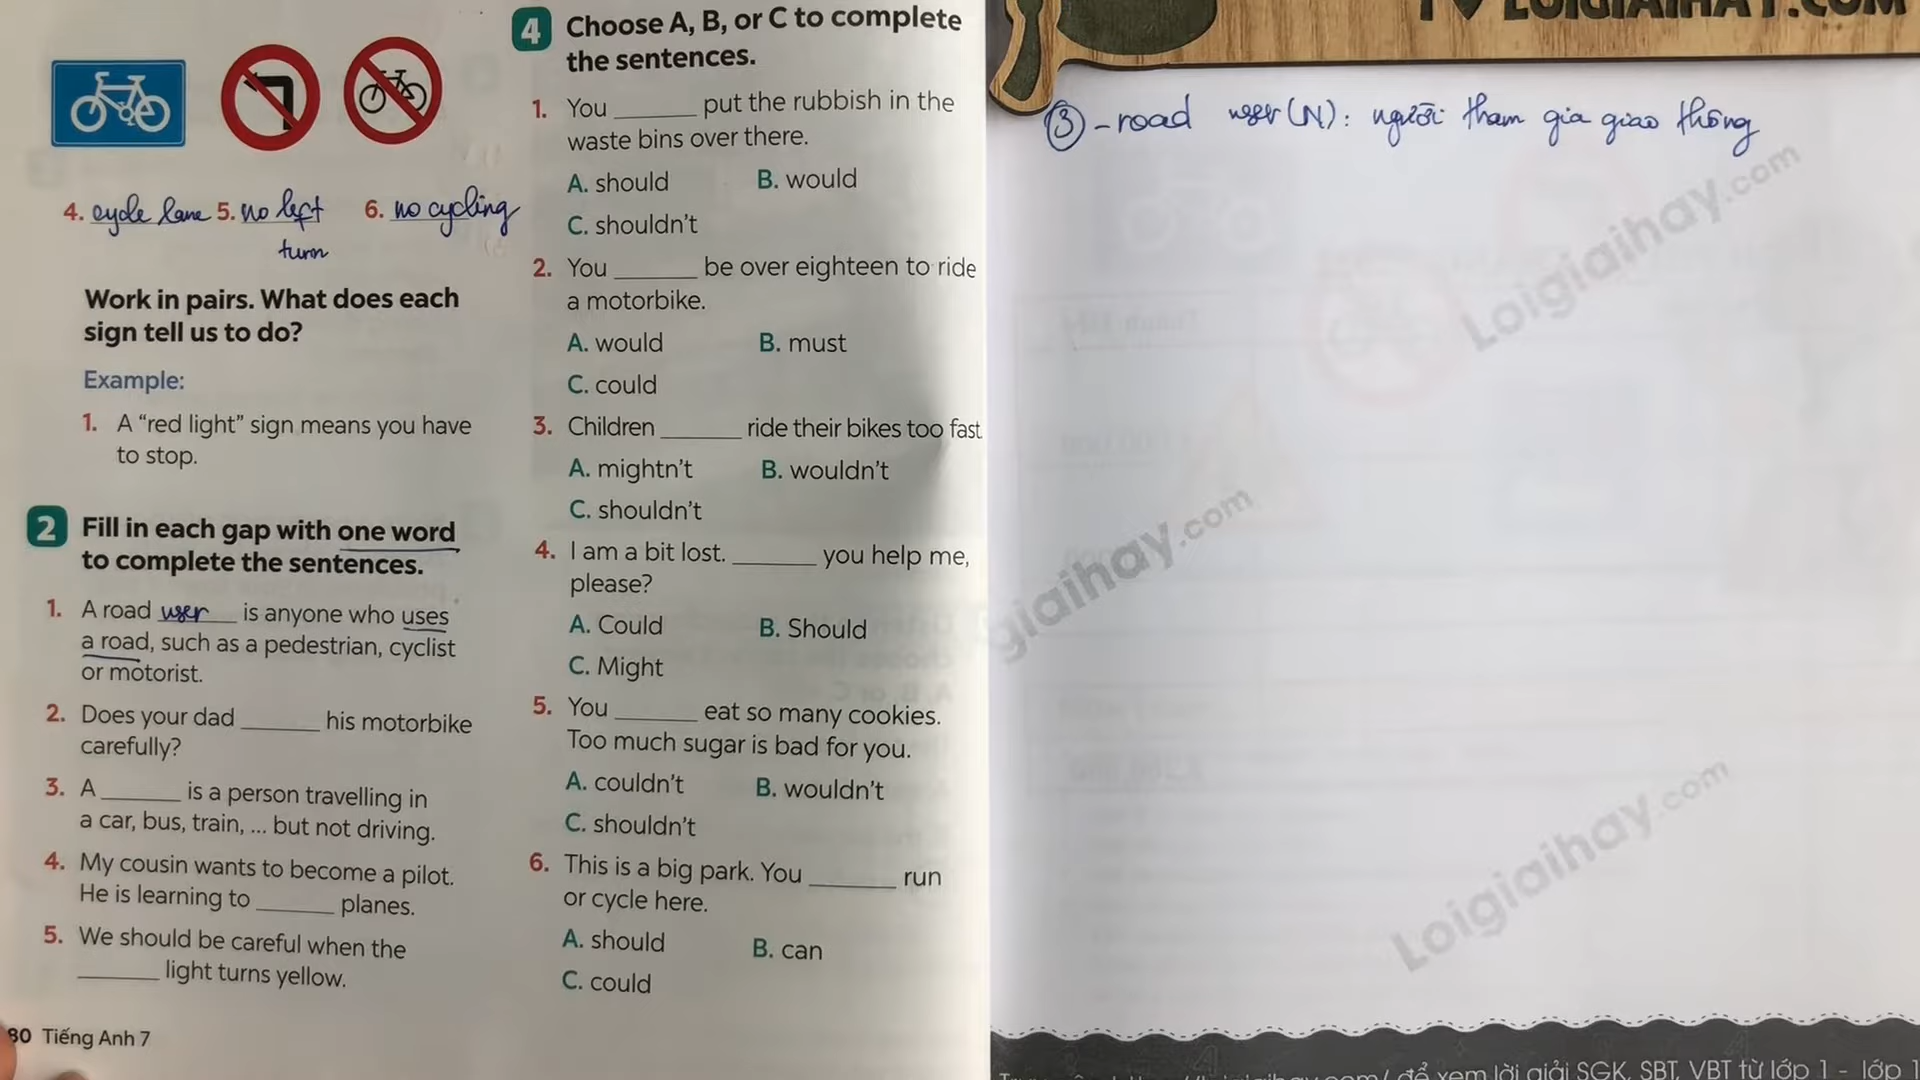 4. cycle lane 5. no left turn 6. no cycling
Work in pairs. What does each
sign tell us to do?
Example:
1. A “red light” sign means you have
to stop.
2 Fill in each gap with one word
to complete the sentences.
1. A road user is anyone who uses
a road, such as a pedestrian, cyclist
or motorist.
2. Does your dad ______ his motorbike
carefully?
3. A ______ is a person travelling in
a car, bus, train, ... but not driving.
4. My cousin wants to become a pilot.
He is learning to ______ planes.
5. We should be careful when the
______ light turns yellow.
80 Tiếng Anh 7
4 Choose A, B, or C to complete
the sentences.
1. You ______ put the rubbish in the
waste bins over there.
A. should B. would
C. shouldn’t
2. You ______ be over eighteen to ride
a motorbike.
A. would B. must
C. could
3. Children ______ ride their bikes too fast
A. mightn’t B. wouldn’t
C. shouldn’t
4. I am a bit lost. ______ you help me,
please?
A. Could B. Should
C. Might
5. You ______ eat so many cookies.
Too much sugar is bad for you.
A. couldn’t B. wouldn’t
C. shouldn’t
6. This is a big park. You ______ run
or cycle here.
A. should B. can
C. could
LOIGIAIHAY.COM
③ - road user (N): người tham gia giao thông
Loigiaihay.com
giaihay.com
Loigiaihay.com
để xem lời giải SGK, SBT, VBT từ lớp 1 - lớp 1